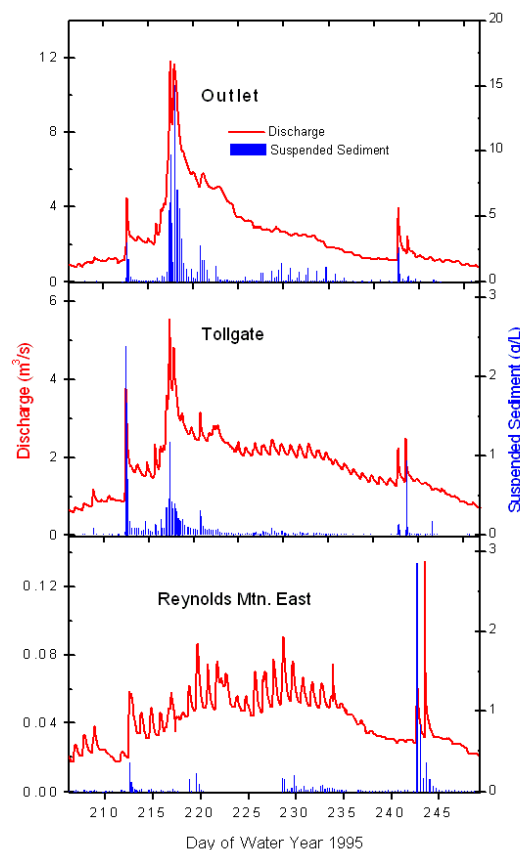 20
12
Outlet
15
Discharge
Suspended Sediment
8
10
4
5
0
0
6
3
Tollgate
4
2
2
1
0
0
Discharge (m³/s)
Suspended Sediment (g/L)
3
0.12
Reynolds Mtn. East
2
0.08
0.04
1
0.00
0
210 215 220 225 230 235 240 245
Day of Water Year 1995